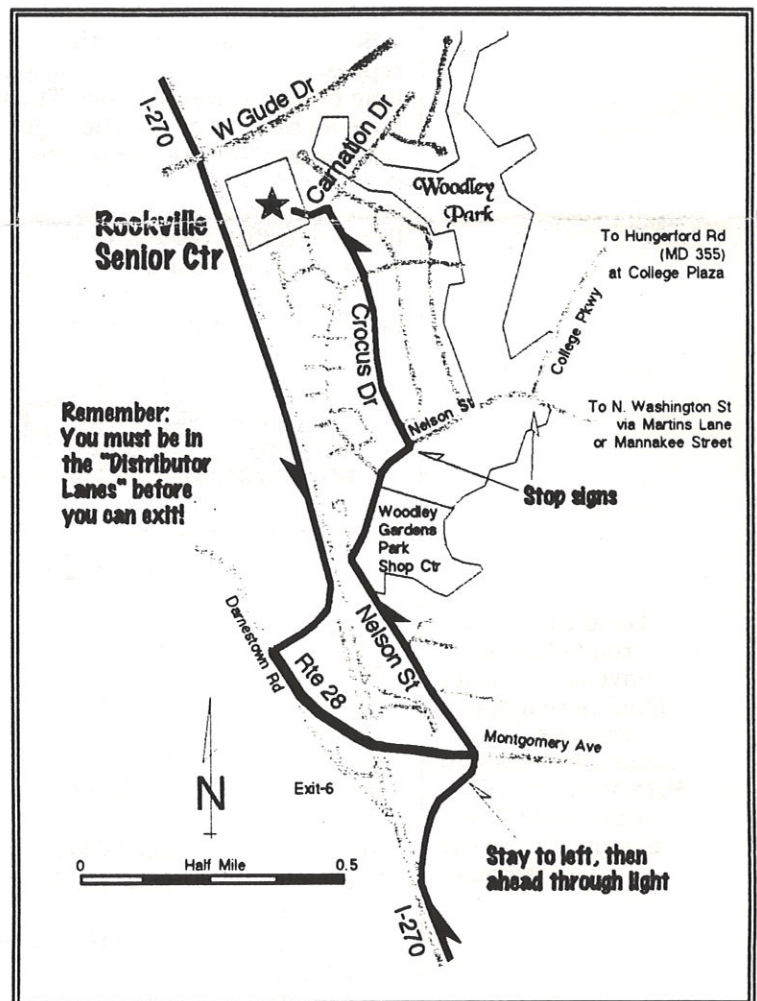 I-270
W Gude Dr
Carnation Dr
Woodley
Park
Rockville
Senior Ctr
To Hungerford Rd
(MD 355)
at College Plaza
College Pkwy
Crocus Dr
Nelson St
To N. Washington St
via Martins Lane
or Mannakee Street
Remember:
You must be in
the "Distributor
Lanes" before
you can exit!
Stop signs
Woodley
Gardens
Park
Shop Ctr
Darnestown Rd
Rte 28
Nelson St
Montgomery Ave
N
Exit-6
0 Half Mile 0.5
Stay to left, then
ahead through light
I-270